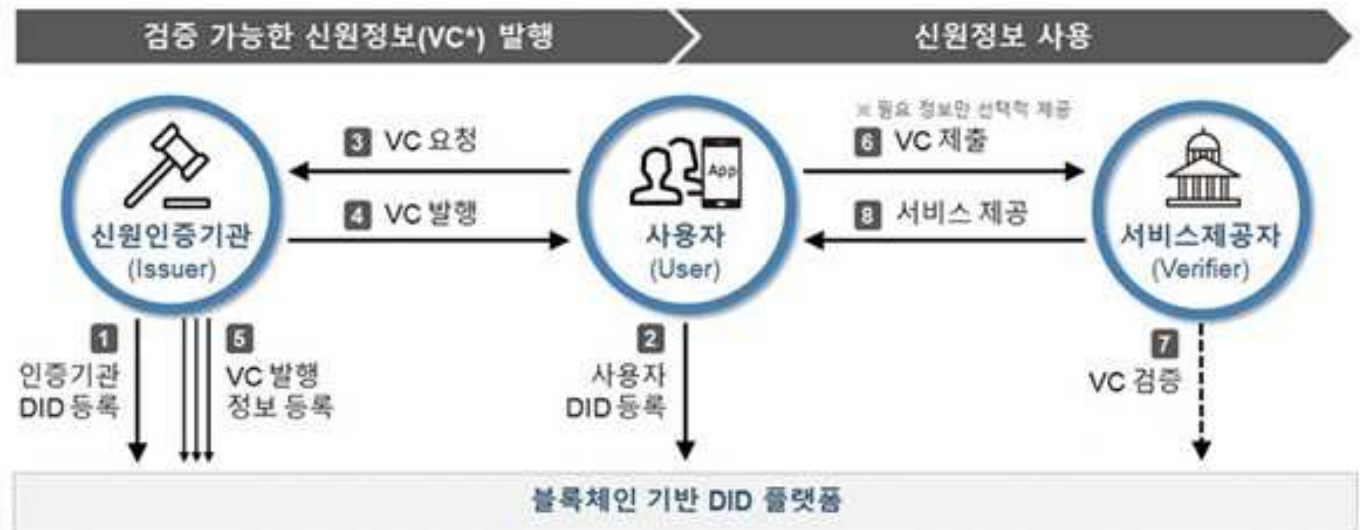 검증 가능한 신원정보(VC*) 발행
신원정보 사용
※ 필요 정보만 선택적 제공
3 VC 요청
6 VC 제출
App
4 VC 발행
8 서비스 제공
신원인증기관
(Issuer)
사용자
(User)
서비스제공자
(Verifier)
1
인증기관
DID 등록
5
VC 발행
정보 등록
2
사용자
DID 등록
7
VC 검증
블록체인 기반 DID 플랫폼